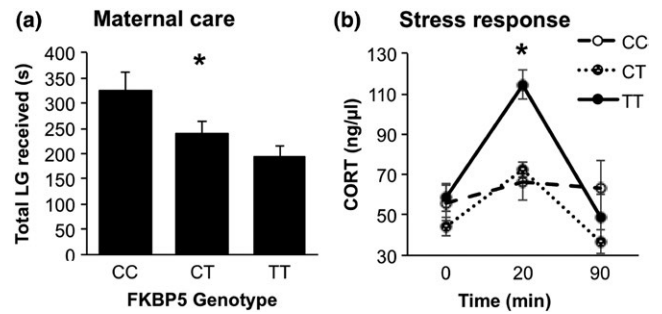 (a) Maternal care
*
Total LG received (s)
400
350
300
250
200
150
100
50
0
CC CT TT
FKBP5 Genotype
(b) Stress response
*
CC
CT
TT
CORT (ng/µl)
130
110
90
70
50
30
0 20 90
Time (min)